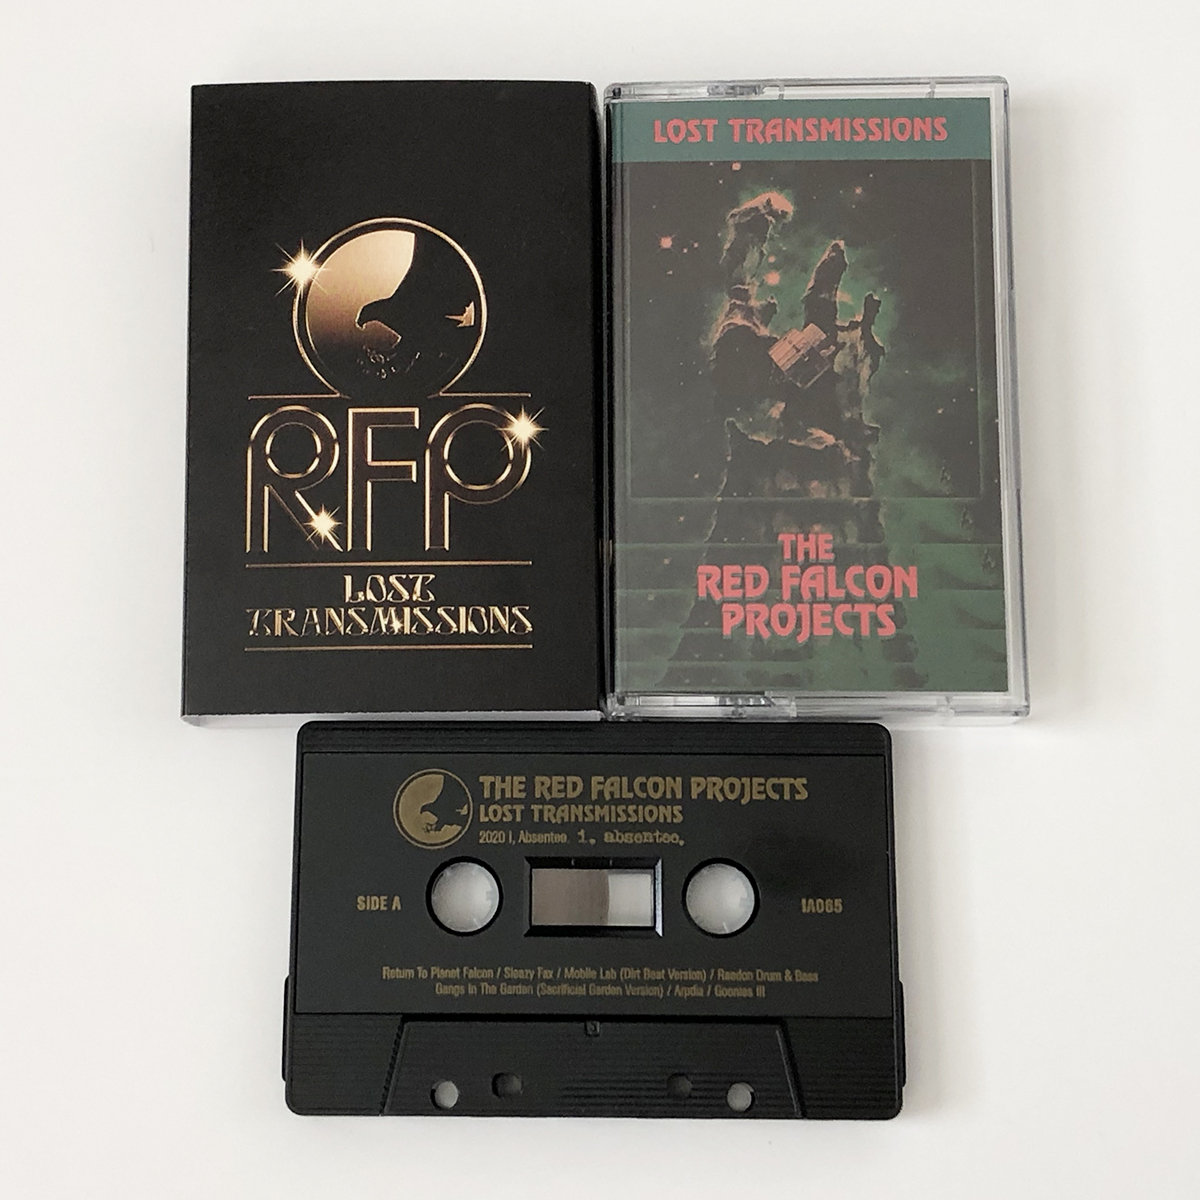 RFP
LOST
TRANSMISSIONS
LOST TRANSMISSIONS
THE
RED FALCON
PROJECTS
THE RED FALCON PROJECTS
LOST TRANSMISSIONS
2020 I, Absentee. i, absentee.
SIDE A
IA065
Return To Planet Falcon / Sleazy Fax / Mobile Lab (Dirt Beat Version) / Raedon Drum & Bass
Gangs In The Garden (Sacrificial Garden Version) / Arpdia / Goonies III